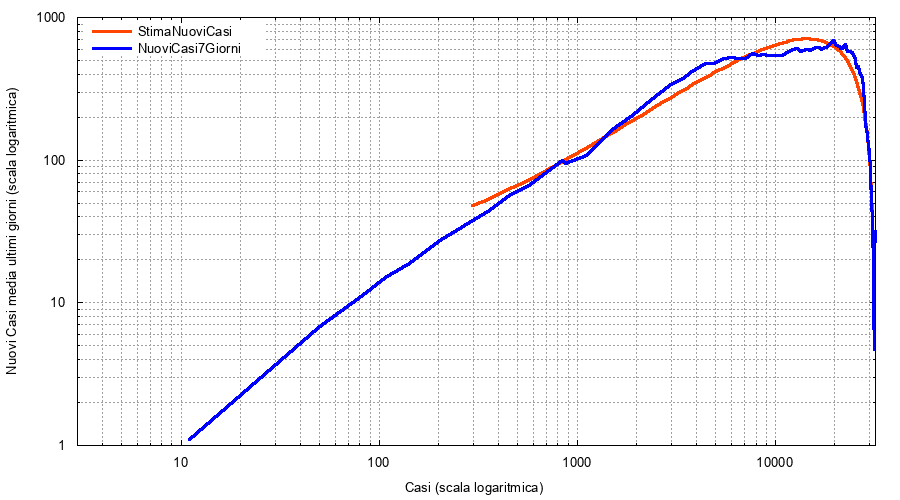 1000
StimaNuoviCasi
NuoviCasi7Giorni
100
10
1
10
100
1000
10000
Nuovi Casi media ultimi giorni (scala logaritmica)
Casi (scala logaritmica)